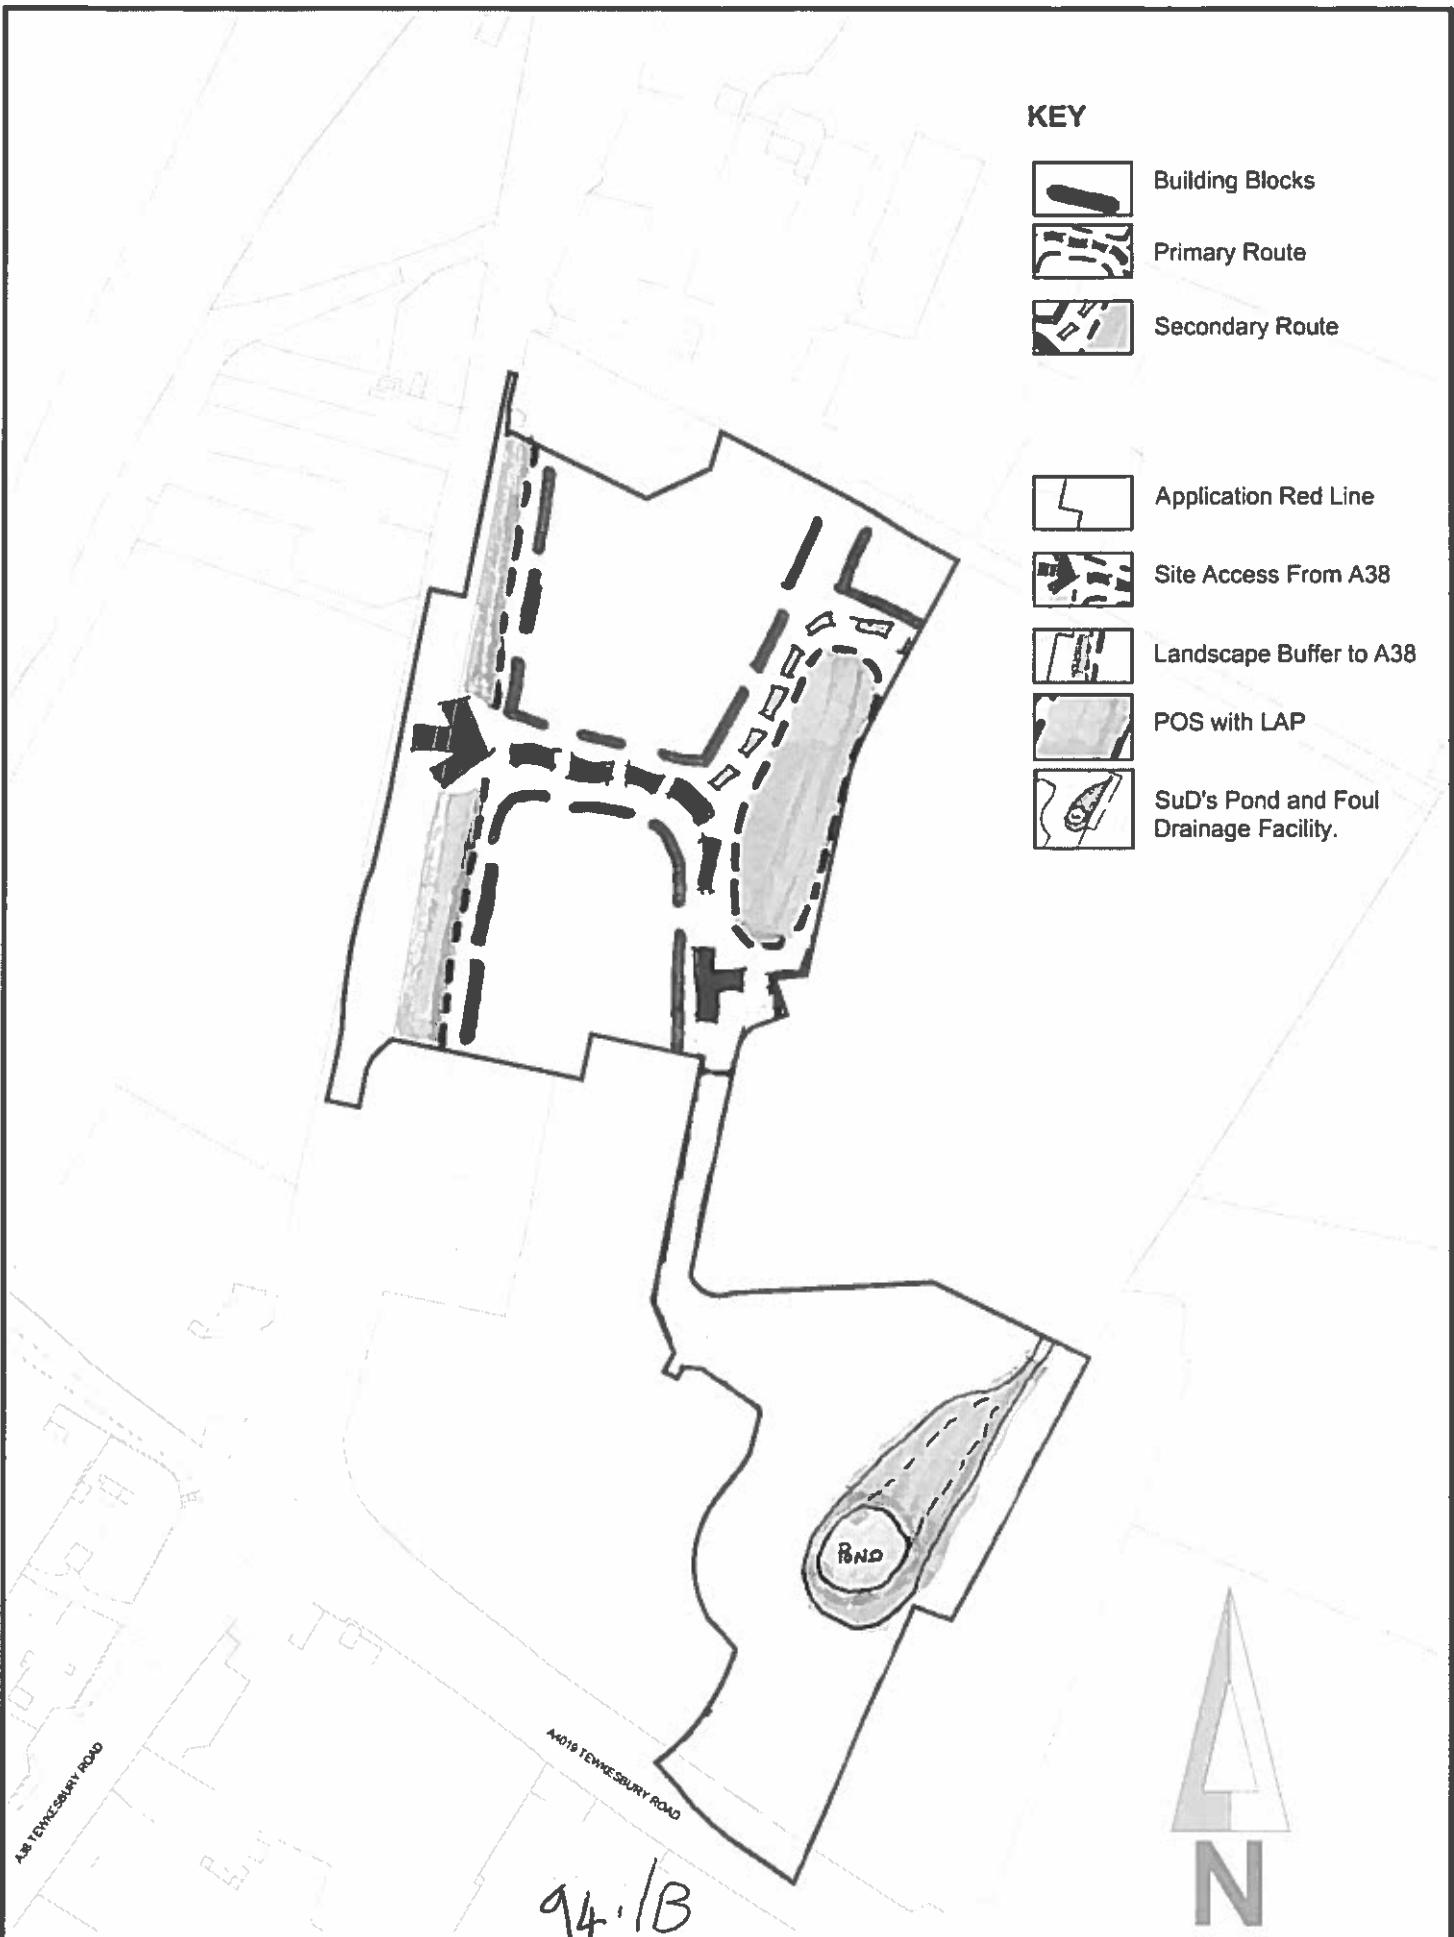 KEY
Building Blocks
Primary Route
Secondary Route
Application Red Line
Site Access From A38
Landscape Buffer to A38
POS with LAP
SuD's Pond and Foul
Drainage Facility.
POND
A4019 TEWKESBURY ROAD
A38 TEWKESBURY ROAD
94./B
N